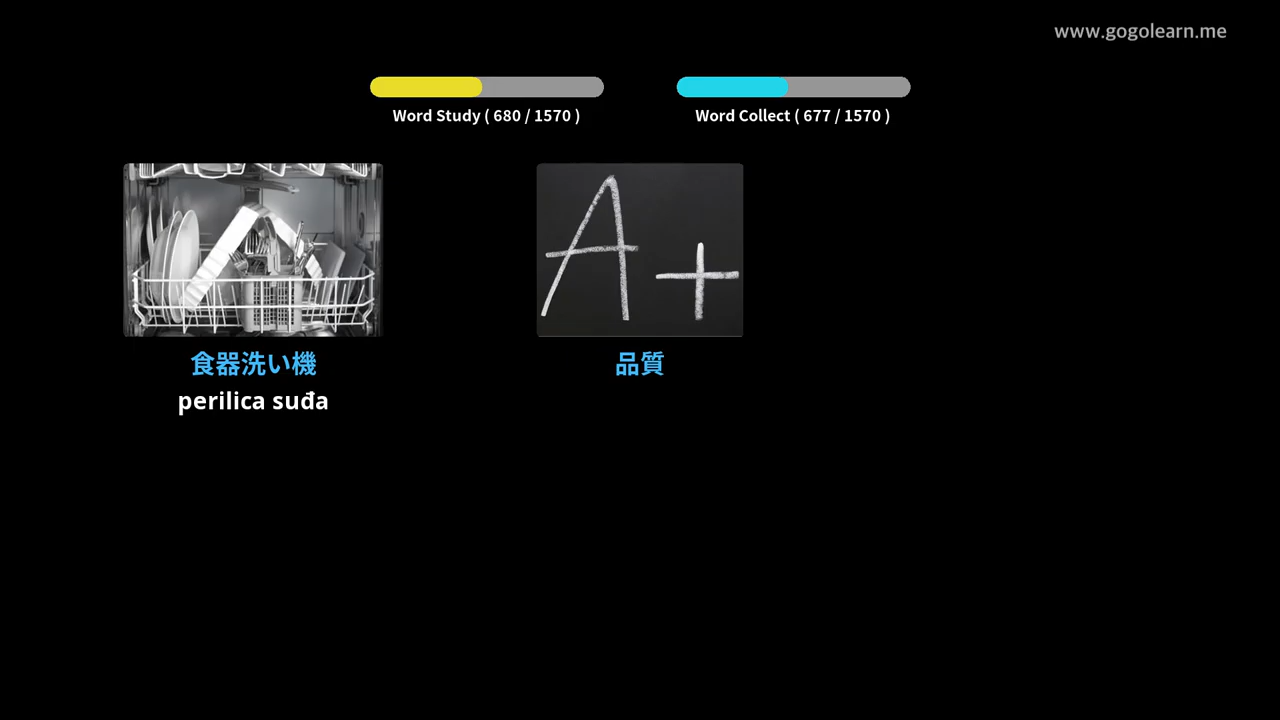 www.gogolearn.me
Word Study ( 680 / 1570 )
Word Collect ( 677 / 1570 )
A+
食器洗い機
品質
perilica suđa